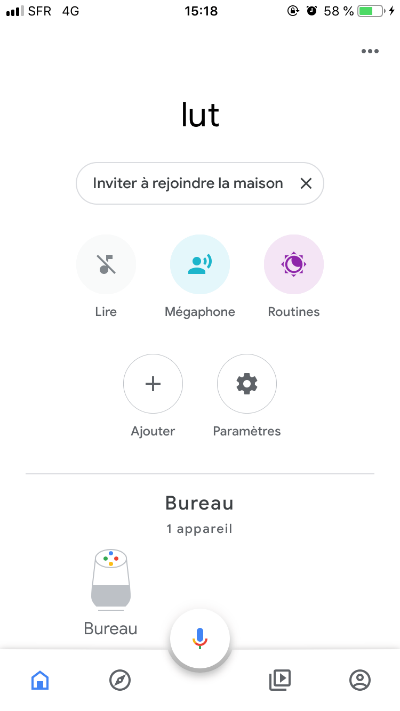 SFR 4G 15:18 58 %
lut
Inviter à rejoindre la maison
Lire Mégaphone Routines
Ajouter Paramètres
Bureau
1 appareil
Bureau